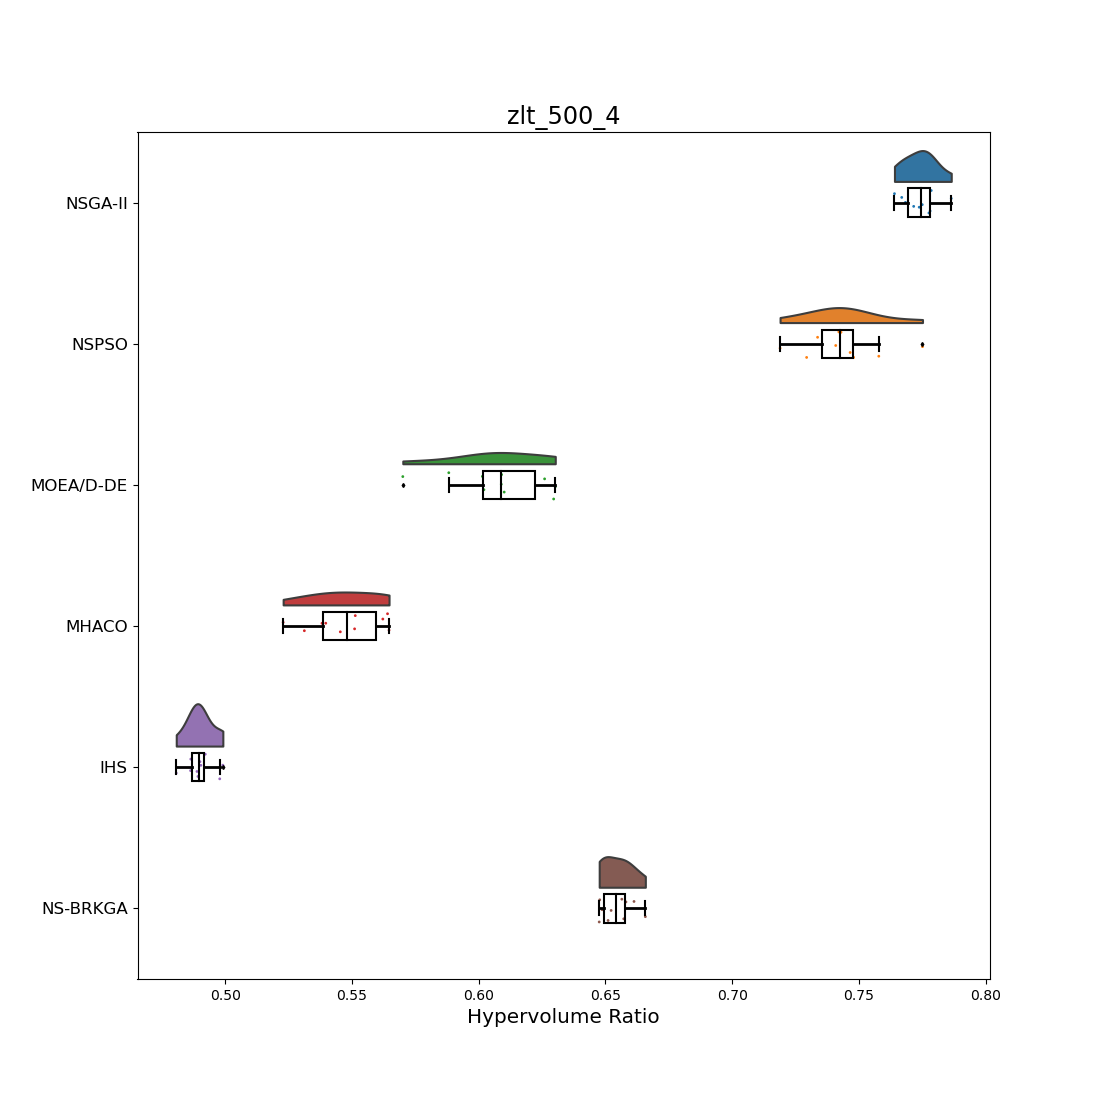 zlt_500_4
NSGA-II
NSPSO
MOEA/D-DE
MHACO
IHS
NS-BRKGA
0.50 0.55 0.60 0.65 0.70 0.75 0.80
Hypervolume Ratio